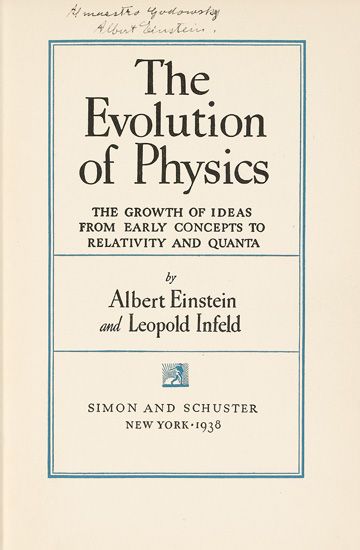 Al maestro Godowsky
Albert Einstein.
The
Evolution
of Physics
THE GROWTH OF IDEAS
FROM EARLY CONCEPTS TO
RELATIVITY AND QUANTA
by
Albert Einstein
and Leopold Infeld
SIMON AND SCHUSTER
NEW YORK · 1938